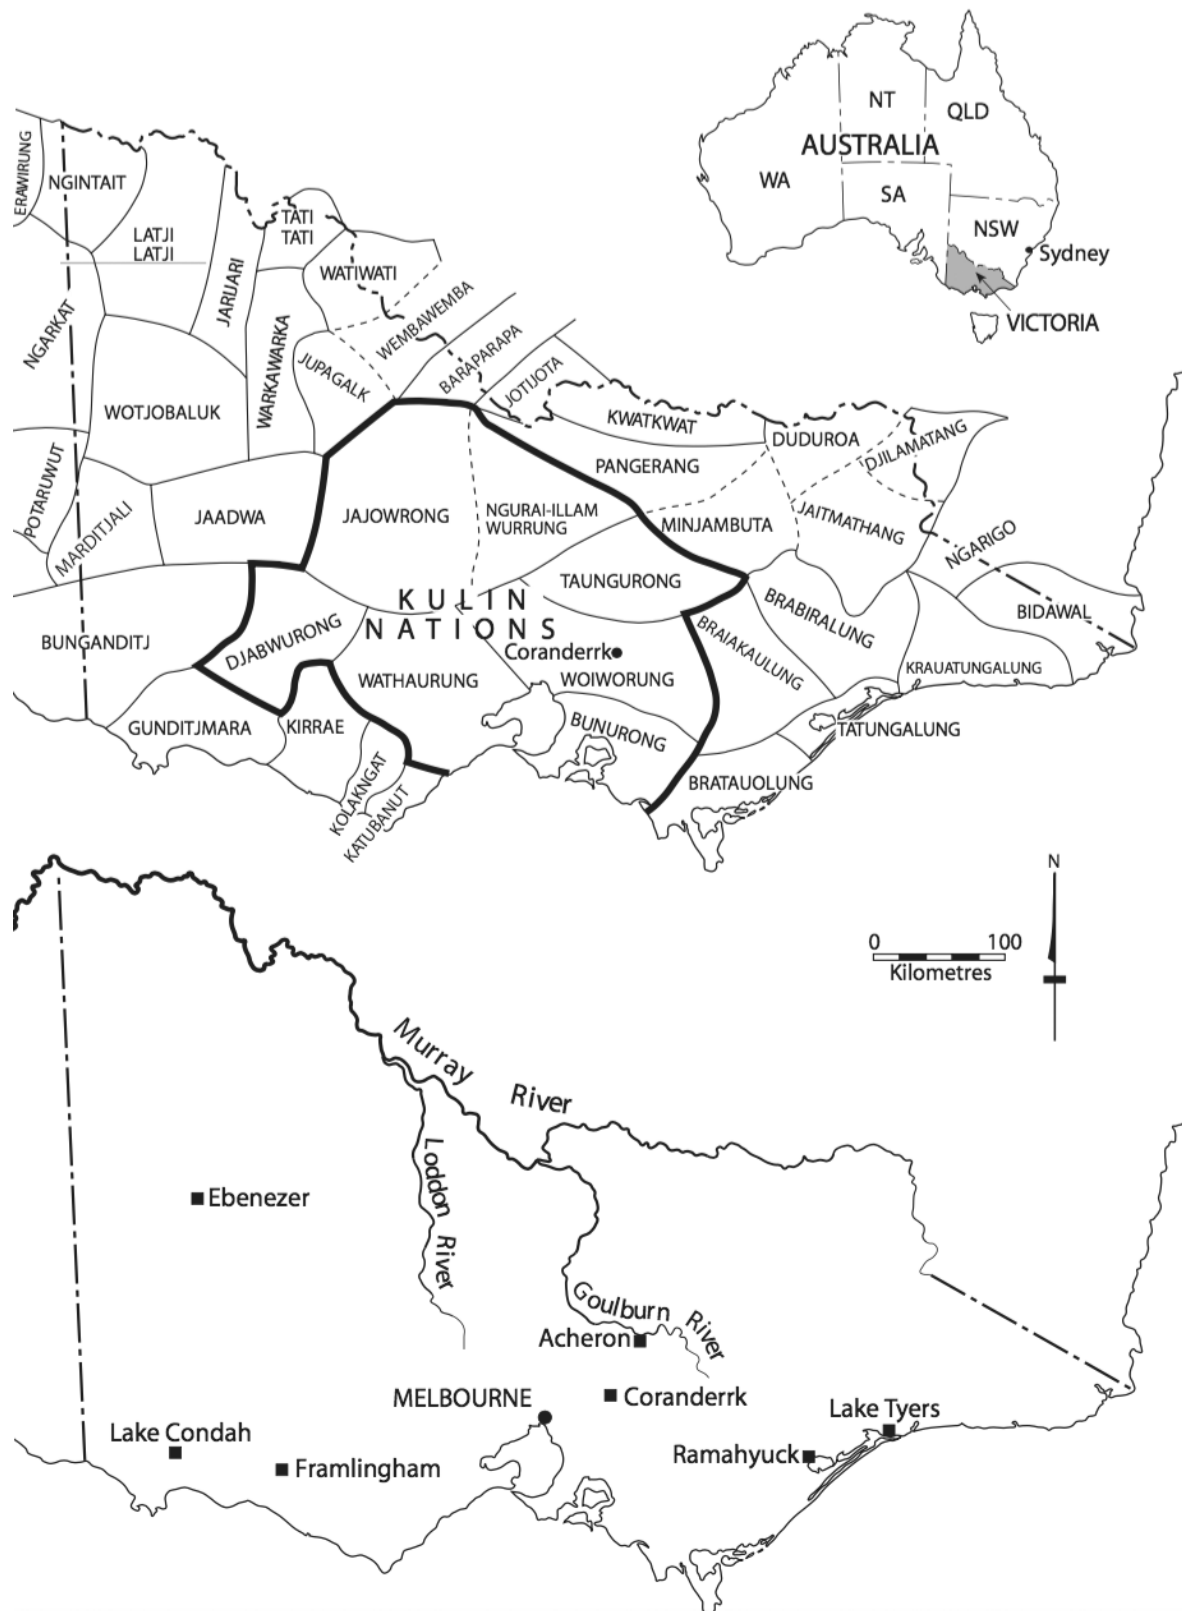 NT
QLD
AUSTRALIA
WA
SA
NSW
Sydney
VICTORIA
ERAWIRUNG
NGINTAIT
LATJI
LATJI
JARIJARI
TATI
TATI
WATIWATI
NGARKAT
WEMBAWEMBA
BARAPARAPA
JOTIJOTA
WARKAWARKA
JUPAGALK
WOTJOBALUK
KWATKWAT
DUDUROA
DJILAMATANG
PANGERANG
POTARUWUT
MARDITJALI
JAADWA
JAJOWRONG
NGURAI-ILLAM
WURRUNG
MINJAMBUTA
JAITMATHANG
NGARIGO
TAUNGURONG
KULIN
NATIONS
BRABIRALUNG
BIDAWAL
BUNGANDITJ
DJABWURONG
Coranderrk
BRAIAKAULUNG
KRAUATUNGALUNG
WATHAURUNG
WOIWORUNG
GUNDITJMARA
KIRRAE
BUNURONG
TATUNGALUNG
KOLAKNGAT
KATUBANUT
BRATAUOLUNG
N
0 100
Kilometres
Murray River
Loddon River
Ebenezer
Goulburn River
Acheron
MELBOURNE
Coranderrk
Lake Condah
Lake Tyers
Framlingham
Ramahyuck